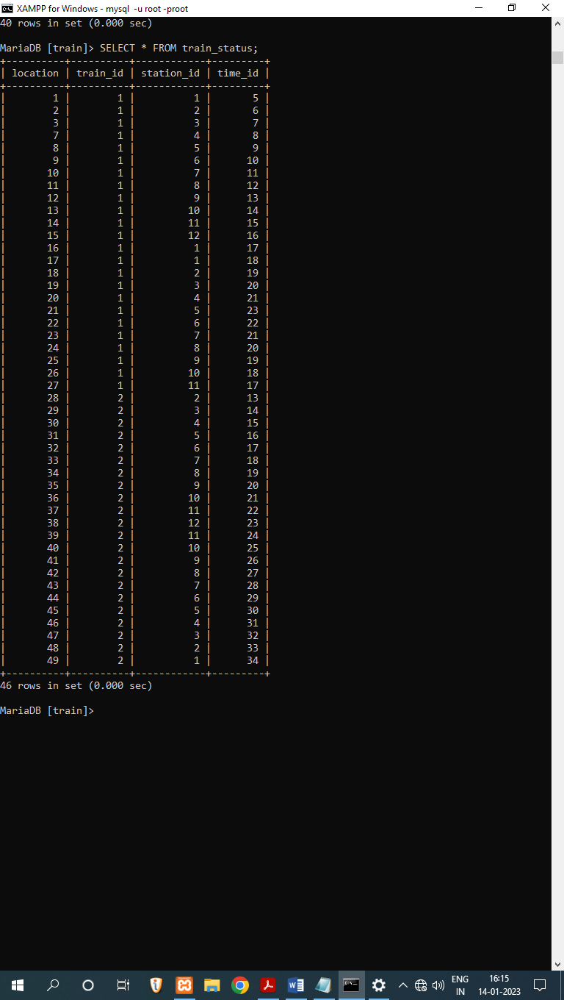 XAMPP for Windows - mysql -u root -proot
40 rows in set (0.000 sec)
MariaDB [train]> SELECT * FROM train_status;
+----------+----------+------------+---------+
| location | train_id | station_id | time_id |
+----------+----------+------------+---------+
|        1 |        1 |          1 |       5 |
|        2 |        1 |          2 |       6 |
|        3 |        1 |          3 |       7 |
|        7 |        1 |          4 |       8 |
|        8 |        1 |          5 |       9 |
|        9 |        1 |          6 |      10 |
|       10 |        1 |          7 |      11 |
|       11 |        1 |          8 |      12 |
|       12 |        1 |          9 |      13 |
|       13 |        1 |         10 |      14 |
|       14 |        1 |         11 |      15 |
|       15 |        1 |         12 |      16 |
|       16 |        1 |          1 |      17 |
|       17 |        1 |          1 |      18 |
|       18 |        1 |          2 |      19 |
|       19 |        1 |          3 |      20 |
|       20 |        1 |          4 |      21 |
|       21 |        1 |          5 |      23 |
|       22 |        1 |          6 |      22 |
|       23 |        1 |          7 |      21 |
|       24 |        1 |          8 |      20 |
|       25 |        1 |          9 |      19 |
|       26 |        1 |         10 |      18 |
|       27 |        1 |         11 |      17 |
|       28 |        2 |          2 |      13 |
|       29 |        2 |          3 |      14 |
|       30 |        2 |          4 |      15 |
|       31 |        2 |          5 |      16 |
|       32 |        2 |          6 |      17 |
|       33 |        2 |          7 |      18 |
|       34 |        2 |          8 |      19 |
|       35 |        2 |          9 |      20 |
|       36 |        2 |         10 |      21 |
|       37 |        2 |         11 |      22 |
|       38 |        2 |         12 |      23 |
|       39 |        2 |         11 |      24 |
|       40 |        2 |         10 |      25 |
|       41 |        2 |          9 |      26 |
|       42 |        2 |          8 |      27 |
|       43 |        2 |          7 |      28 |
|       44 |        2 |          6 |      29 |
|       45 |        2 |          5 |      30 |
|       46 |        2 |          4 |      31 |
|       47 |        2 |          3 |      32 |
|       48 |        2 |          2 |      33 |
|       49 |        2 |          1 |      34 |
+----------+----------+------------+---------+
46 rows in set (0.000 sec)
MariaDB [train]>
ENG 16:15
IN 14-01-2023